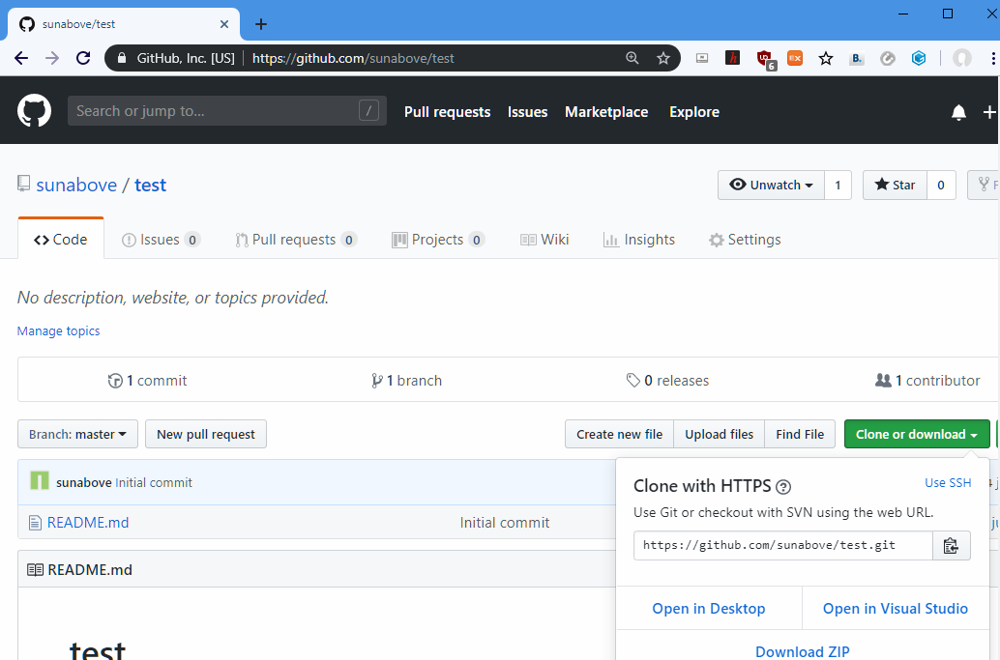 sunabove/test
GitHub, Inc. [US] https://github.com/sunabove/test
6 EX B.
Search or jump to... / Pull requests Issues Marketplace Explore
sunabove / test Unwatch 1 Star 0
Code Issues 0 Pull requests 0 Projects 0 Wiki Insights Settings
No description, website, or topics provided.
Manage topics
1 commit 1 branch 0 releases 1 contributor
Branch: master New pull request Create new file Upload files Find File Clone or download
sunabove Initial commit
README.md Initial commit
README.md
test
Clone with HTTPS Use SSH
Use Git or checkout with SVN using the web URL.
https://github.com/sunabove/test.git
Open in Desktop Open in Visual Studio
Download ZIP